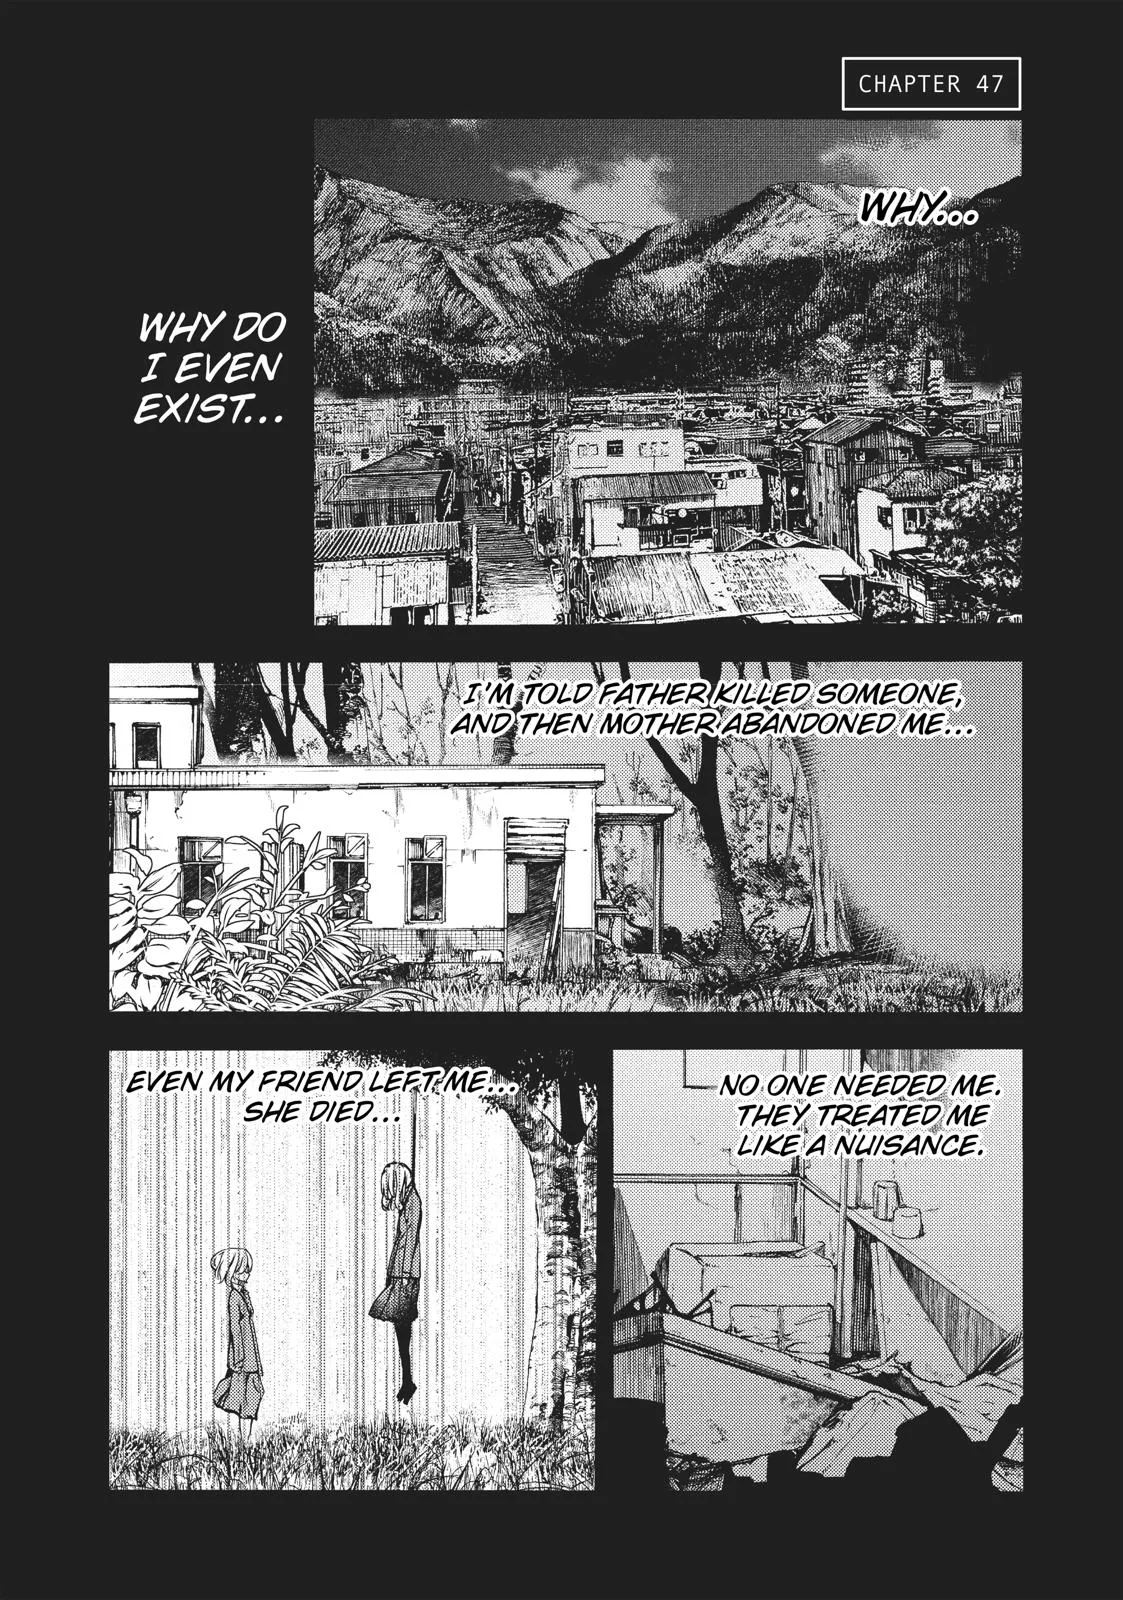 CHAPTER 47
WHY...
WHY DO
I EVEN
EXIST...
I'M TOLD FATHER KILLED SOMEONE,
AND THEN MOTHER ABANDONED ME...
NO ONE NEEDED ME.
THEY TREATED ME
LIKE A NUISANCE.
EVEN MY FRIEND LEFT ME...
SHE DIED...